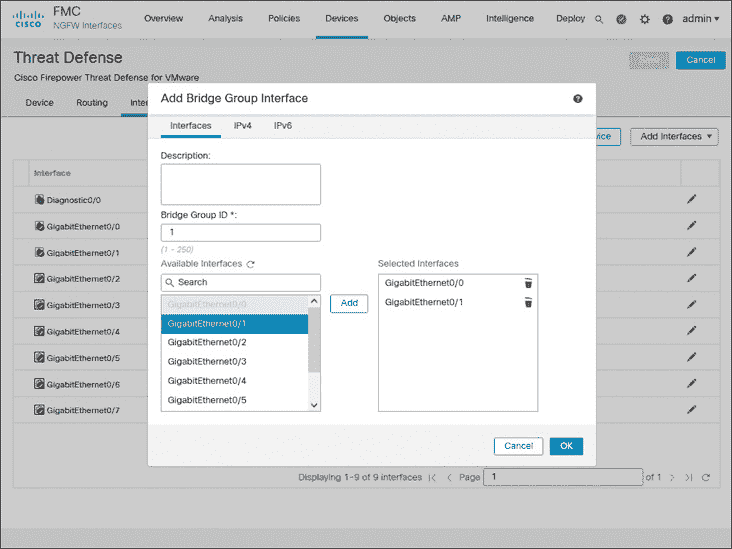 cisco
FMC
NGFW Interfaces
Overview
Analysis
Policies
Devices
Objects
AMP
Intelligence
Deploy
admin
Threat Defense
Cancel
Cisco Firepower Threat Defense for VMware
Device
Routing
Add Interfaces
Interface
Diagnostic0/0
GigabitEthernet0/0
GigabitEthernet0/1
GigabitEthernet0/2
GigabitEthernet0/3
GigabitEthernet0/4
GigabitEthernet0/5
GigabitEthernet0/6
GigabitEthernet0/7
Add Bridge Group Interface
Interfaces
IPv4
IPv6
Description:
Bridge Group ID *:
1
(1 - 250)
Available Interfaces
Search
GigabitEthernet0/0
GigabitEthernet0/1
GigabitEthernet0/2
GigabitEthernet0/3
GigabitEthernet0/4
GigabitEthernet0/5
Add
Selected Interfaces
GigabitEthernet0/0
GigabitEthernet0/1
Cancel
OK
Displaying 1-9 of 9 interfaces
Page
1
of 1